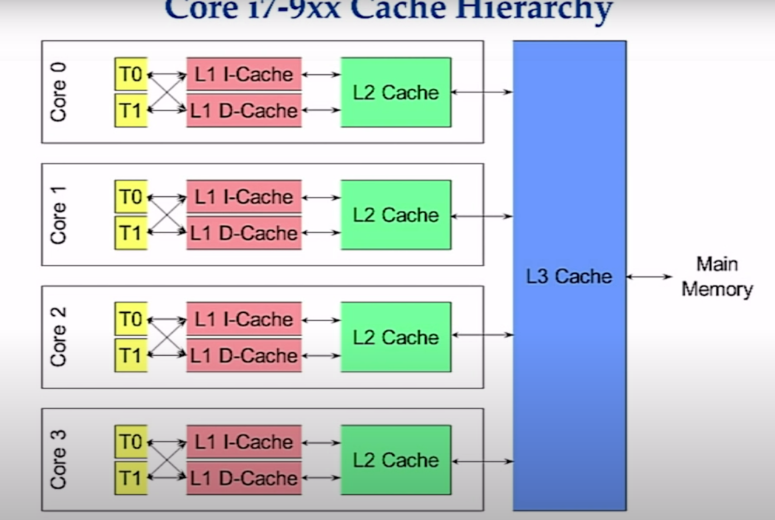 Core i7-9xx Cache Hierarchy
Core 0
T0
T1
L1 I-Cache
L1 D-Cache
L2 Cache
Core 1
T0
T1
L1 I-Cache
L1 D-Cache
L2 Cache
Core 2
T0
T1
L1 I-Cache
L1 D-Cache
L2 Cache
Core 3
T0
T1
L1 I-Cache
L1 D-Cache
L2 Cache
L3 Cache
Main
Memory